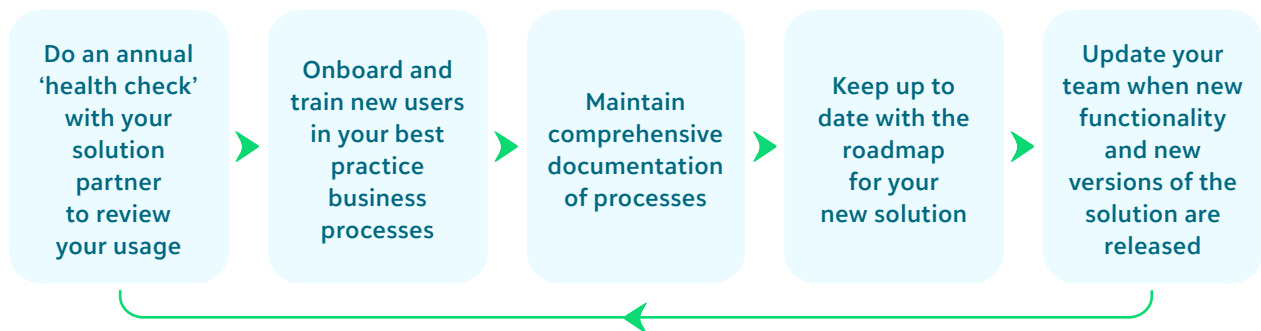 Do an annual
‘health check’
with your
solution
partner
to review
your usage
Onboard and
train new users
in your best
practice
business
processes
Maintain
comprehensive
documentation
of processes
Keep up to
date with the
roadmap
for your
new solution
Update your
team when new
functionality
and new
versions of the
solution are
released